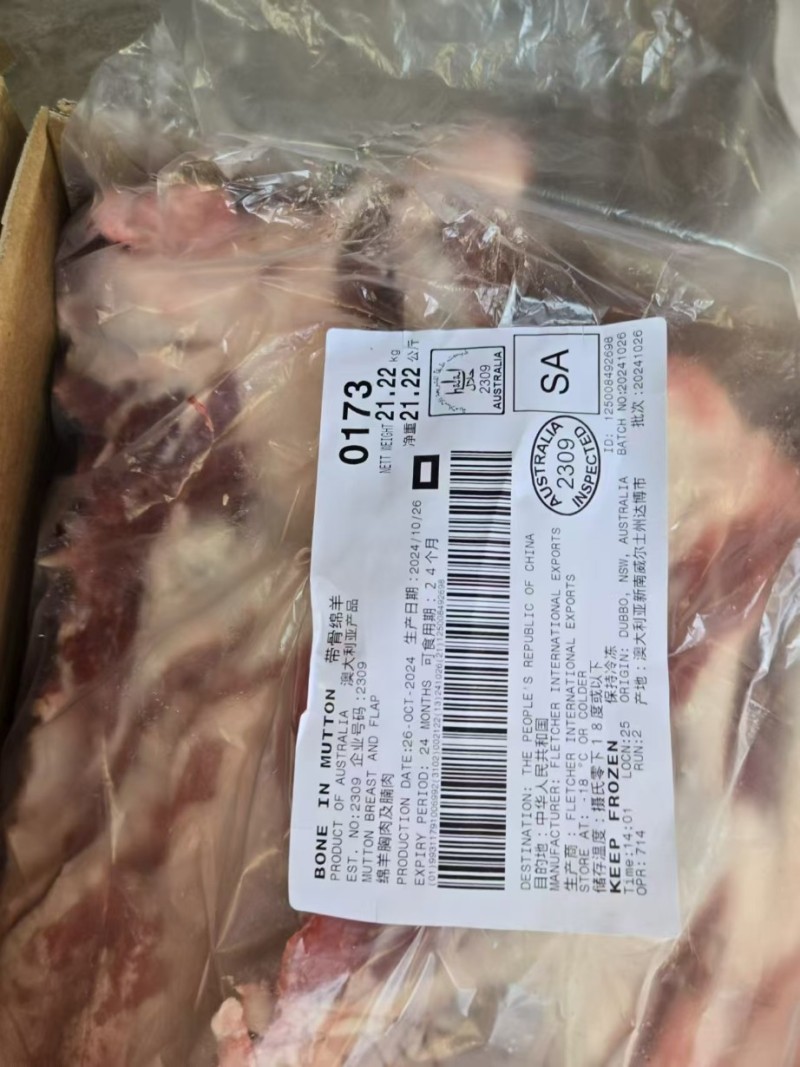 BONE IN MUTTON 带骨绵羊
PRODUCT OF AUSTRALIA 澳大利亚产品
EST. NO:2309 企业号码:2309
MUTTON BREAST AND FLAP
绵羊胸肉及腩肉
PRODUCTION DATE:26-OCT-2024 生产日期:2024/10/26
EXPIRY PERIOD: 24 MONTHS 可食用期:24个月
0173
NETT WEIGHT 21.22 kg
净重 21.22 公斤
حلال
halal
2309
AUSTRALIA
SA
AUSTRALIA
2309
INSPECTED
DESTINATION: THE PEOPLE'S REPUBLIC OF CHINA
目的地:中华人民共和国
MANUFACTURER: FLETCHER INTERNATIONAL EXPORTS
生产商: FLETCHER INTERNATIONAL EXPORTS
STORE AT: -18 °C OR COLDER
储存温度:摄氏零下18度或以下
KEEP FROZEN 保持冷冻
Time:14:01 LOCN:25 ORIGIN: DUBBO, NSW, AUSTRALIA
OPR: 714 RUN:2 产地:澳大利亚新南威尔士州达博市
ID: 125008492698
BATCH NO:20241026
批次:20241026